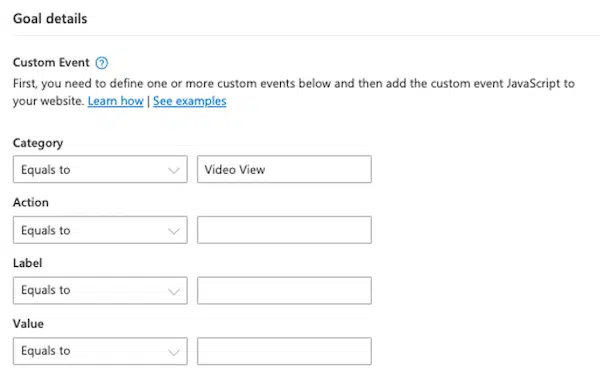 Goal details
Custom Event ?
First, you need to define one or more custom events below and then add the custom event JavaScript to
your website. Learn how | See examples
Category
Equals to Video View
Action
Equals to
Label
Equals to
Value
Equals to